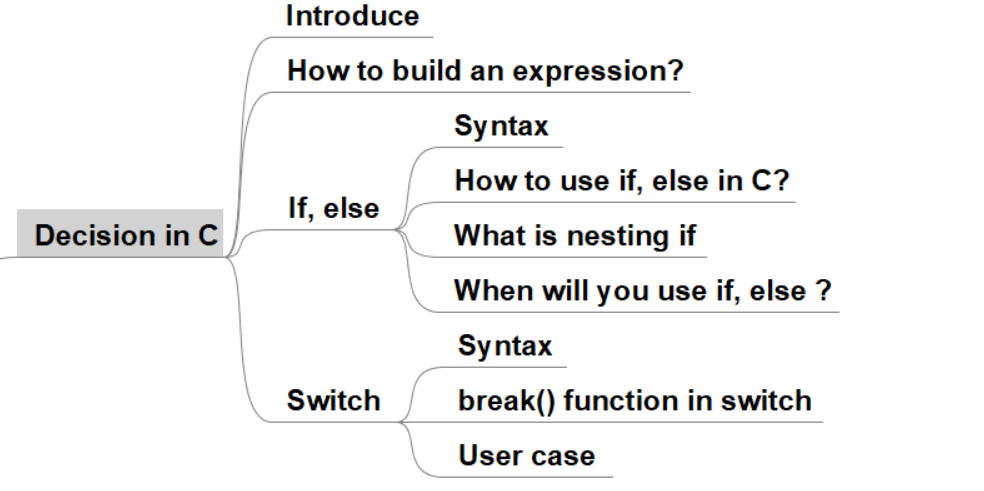 Introduce
How to build an expression?
Syntax
How to use if, else in C?
If, else
What is nesting if
Decision in C
When will you use if, else ?
Syntax
Switch
break() function in switch
User case